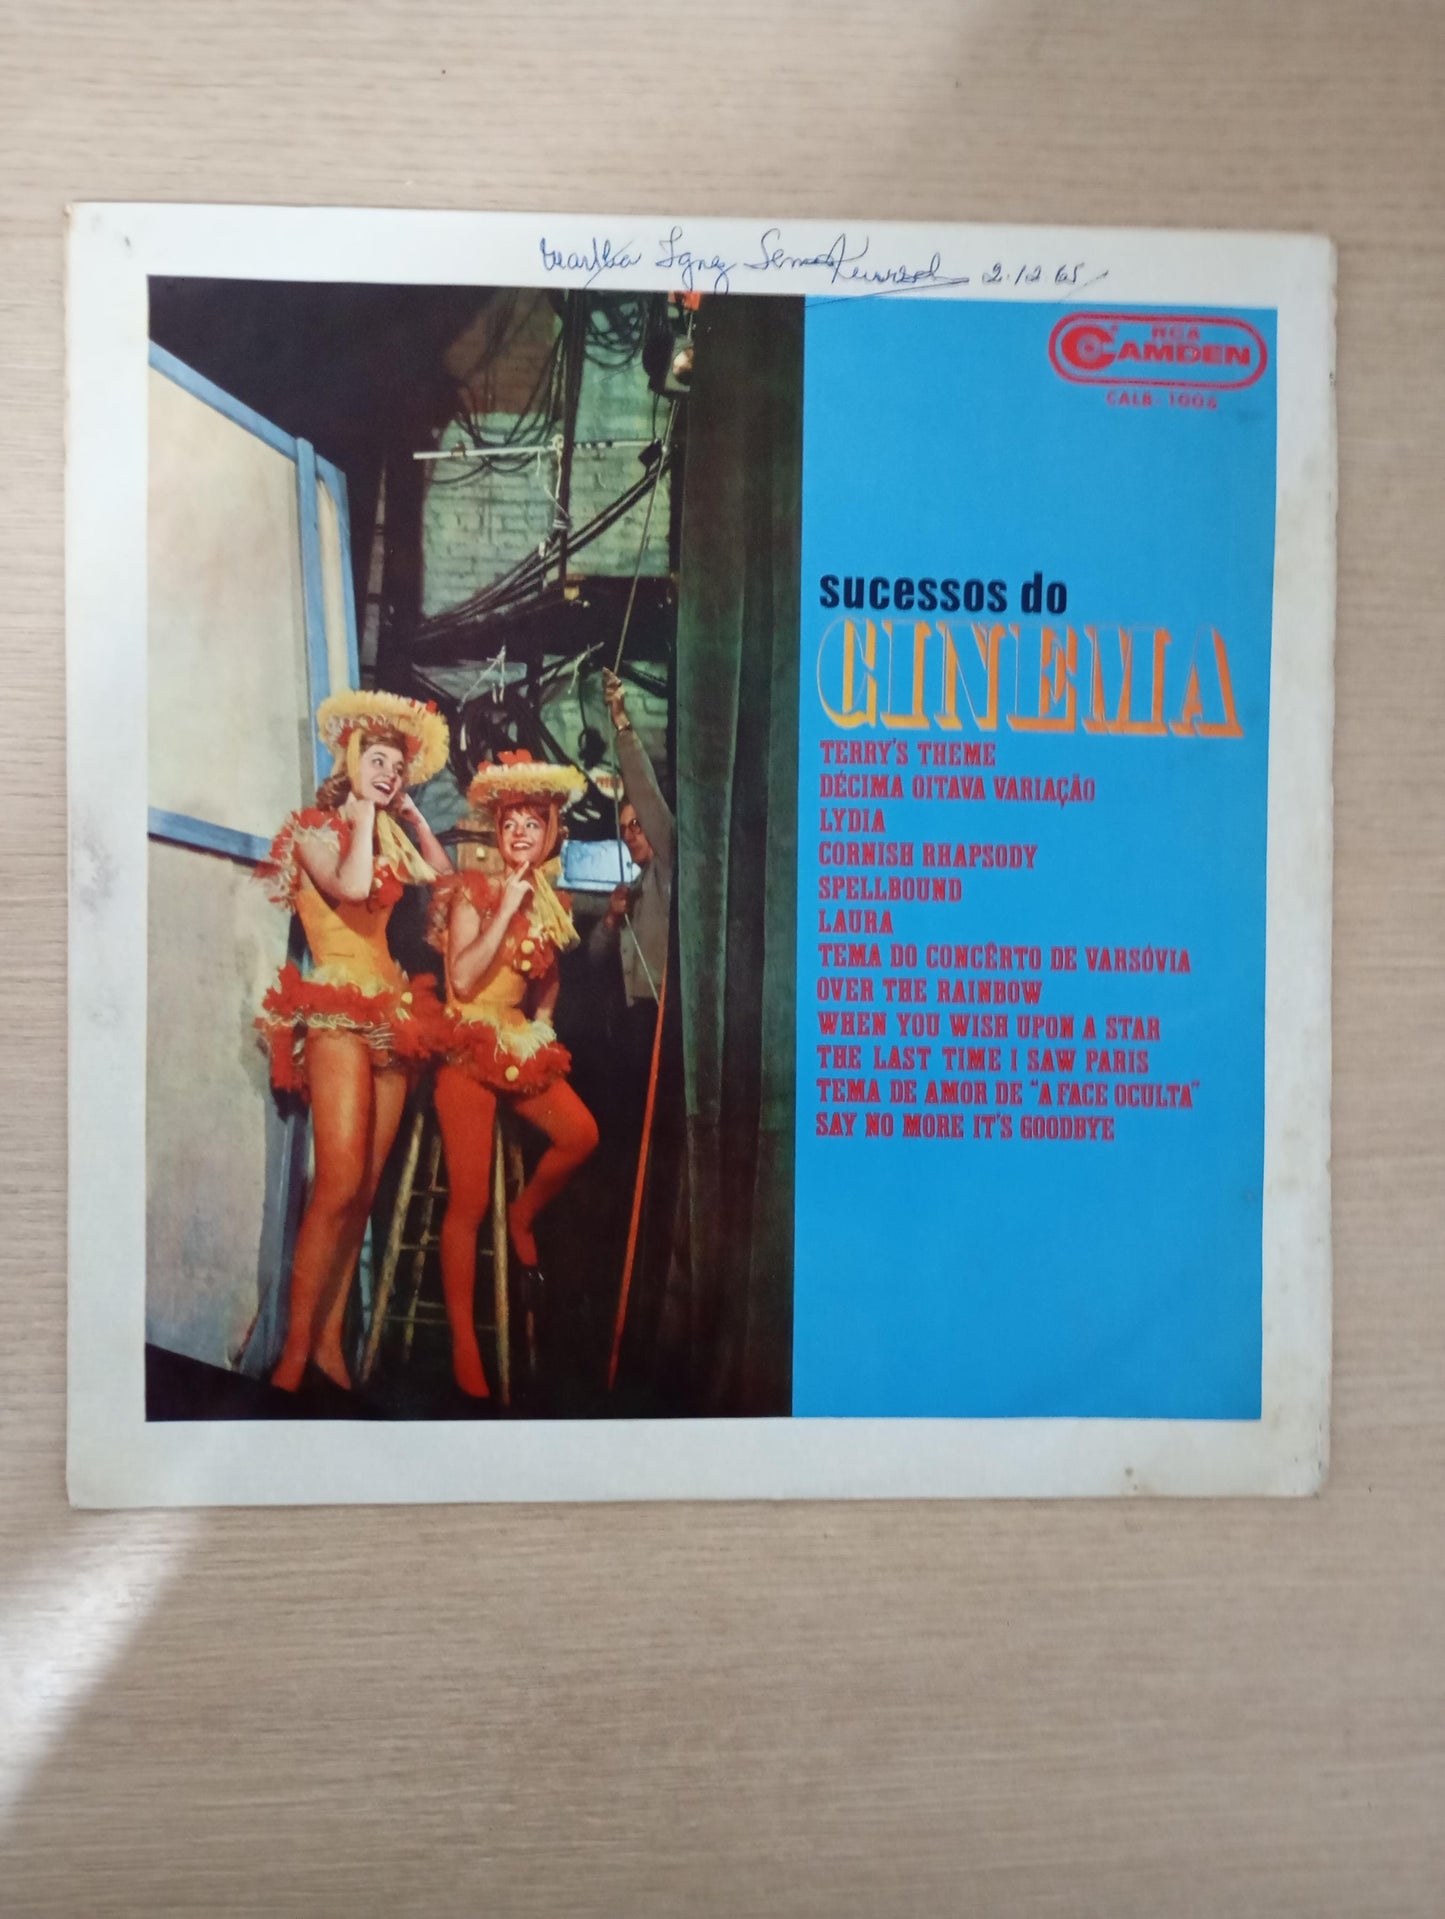 Ignez 2.12.65
RCA
CAMDEN
CALB-1006
sucessos do
CINEMA
TERRY'S THEME
DÉCIMA OITAVA VARIAÇÃO
LYDIA
CORNISH RHAPSODY
SPELLBOUND
LAURA
TEMA DO CONCÊRTO DE VARSÓVIA
OVER THE RAINBOW
WHEN YOU WISH UPON A STAR
THE LAST TIME I SAW PARIS
TEMA DE AMOR DE "A FACE OCULTA"
SAY NO MORE IT'S GOODBYE